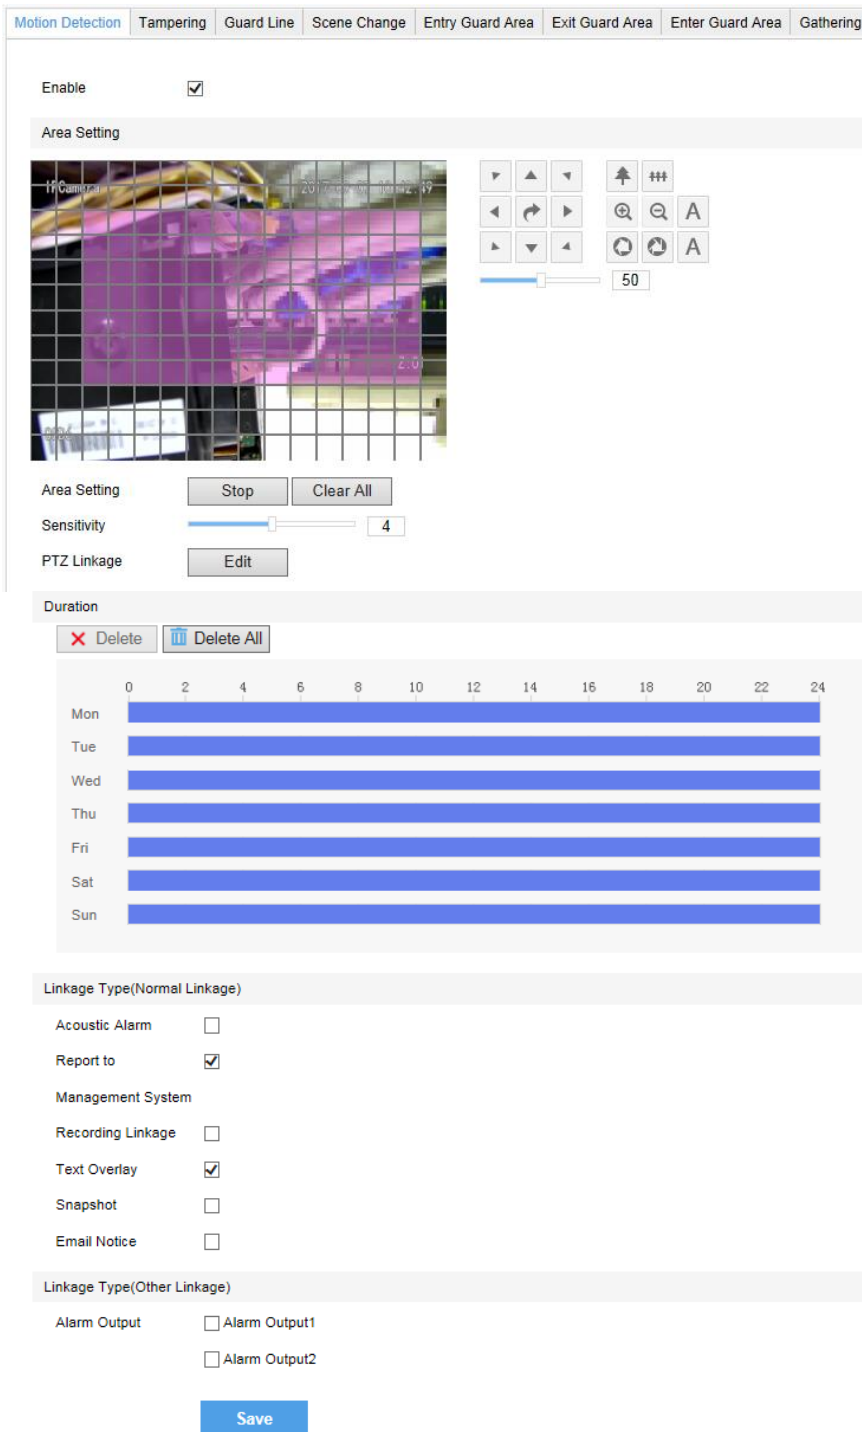 Motion Detection Tampering Guard Line Scene Change Entry Guard Area Exit Guard Area Enter Guard Area Gathering
Enable
Area Setting
IPCamera
A
A
50
Area Setting Stop Clear All
Sensitivity 4
PTZ Linkage Edit
Duration
Delete Delete All
0 2 4 6 8 10 12 14 16 18 20 22 24
Mon
Tue
Wed
Thu
Fri
Sat
Sun
Linkage Type(Normal Linkage)
Acoustic Alarm
Report to
Management System
Recording Linkage
Text Overlay
Snapshot
Email Notice
Linkage Type(Other Linkage)
Alarm Output Alarm Output1
Alarm Output2
Save